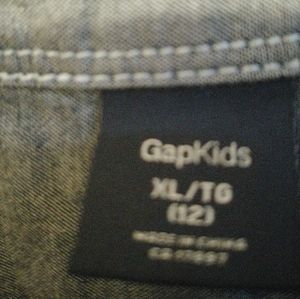 GapKids
XL/TG
(12)
MADE IN CHINA